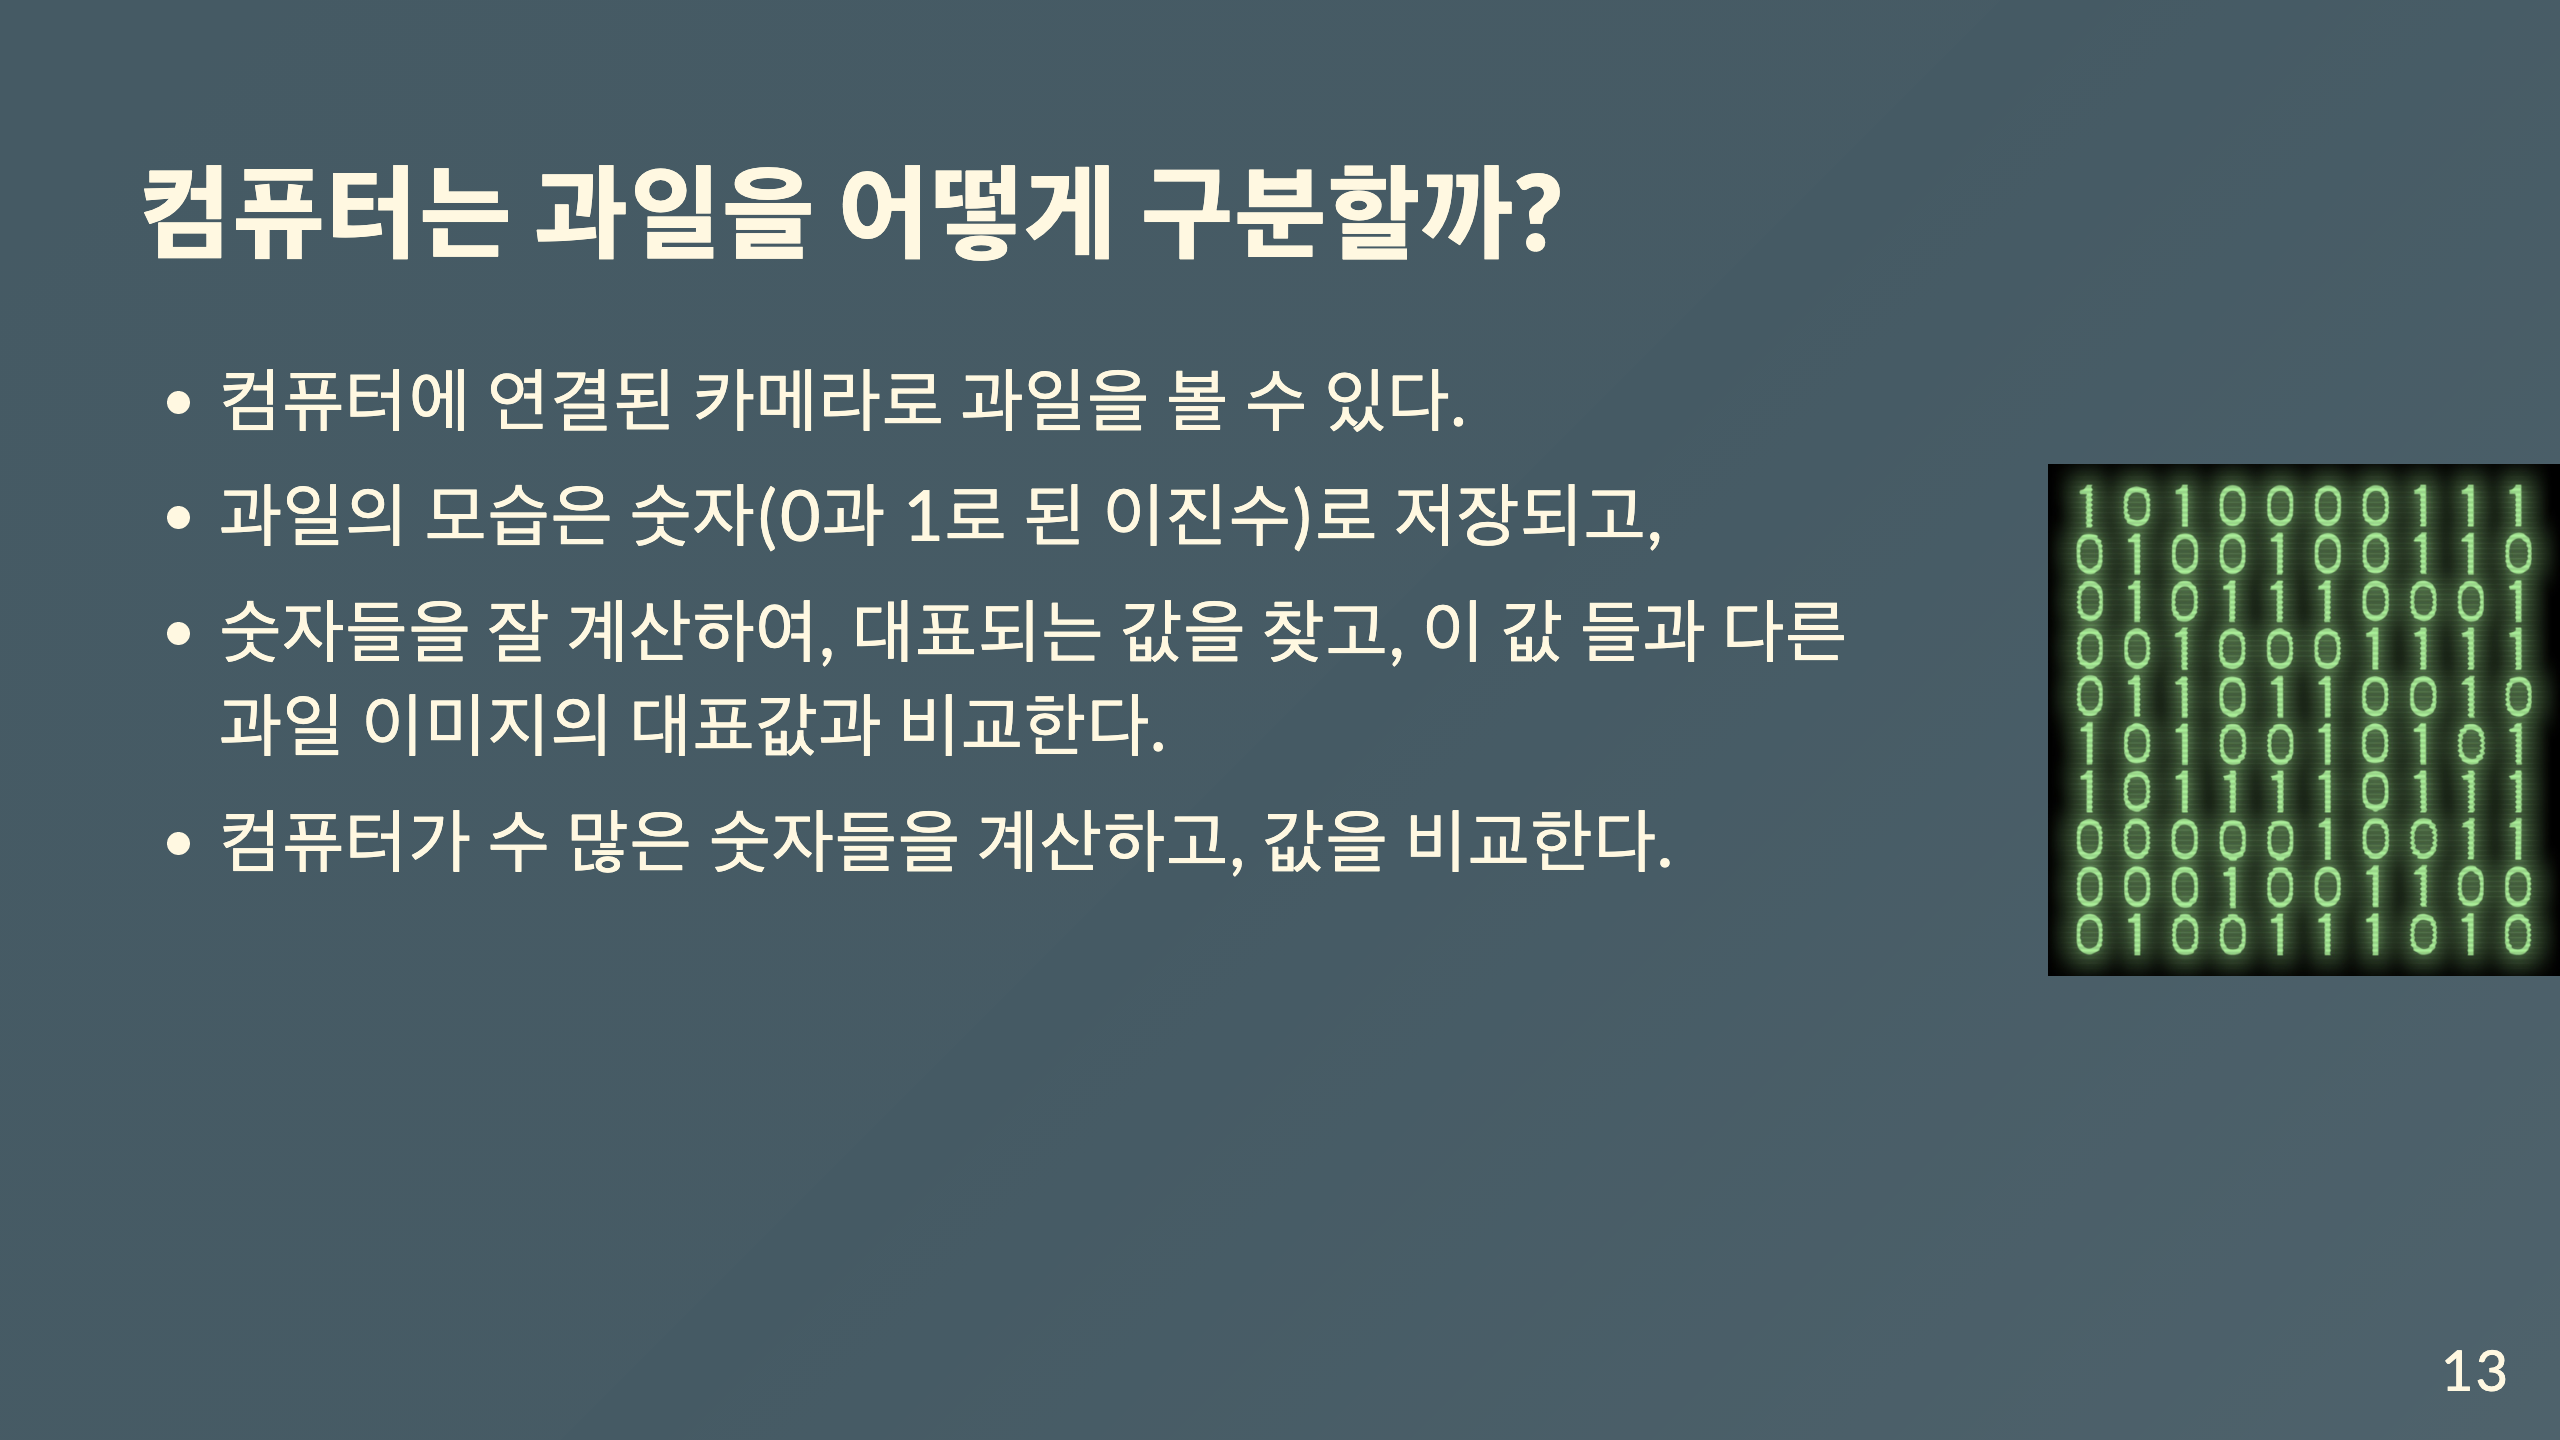 컴퓨터는 과일을 어떻게 구분할까?
• 컴퓨터에 연결된 카메라로 과일을 볼 수 있다.
• 과일의 모습은 숫자(0과 1로 된 이진수)로 저장되고,
• 숫자들을 잘 계산하여, 대표되는 값을 찾고, 이 값 들과 다른
과일 이미지의 대표값과 비교한다.
• 컴퓨터가 수 많은 숫자들을 계산하고, 값을 비교한다.
1 0 1 0 0 0 0 1 1 1
0 1 0 0 1 0 0 1 1 0
0 1 0 1 1 1 0 0 0 1
0 0 1 0 0 0 1 1 1 1
0 1 1 0 1 1 0 0 1 0
1 0 1 0 0 1 0 1 0 1
1 0 1 1 1 1 0 1 1 1
0 0 0 0 0 1 0 0 1 1
0 0 0 1 0 0 1 1 0 0
0 1 0 0 1 1 1 0 1 0
13